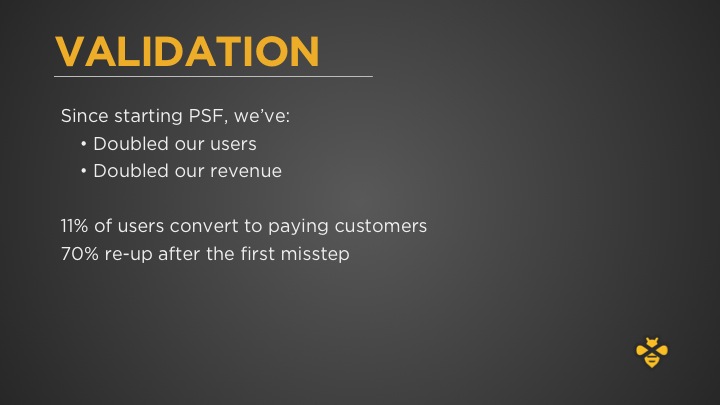 VALIDATION
Since starting PSF, we’ve:
• Doubled our users
• Doubled our revenue
11% of users convert to paying customers
70% re-up after the first misstep